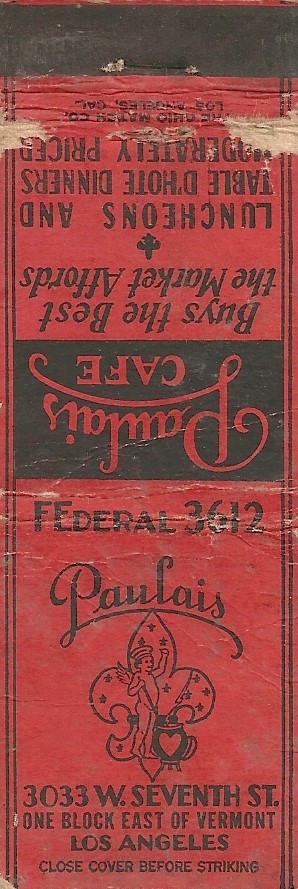 THE OHIO MATCH CO.
LOS ANGELES, CAL.
Paulais
CAFE
Buys the Best
the Market Affords
LUNCHEONS AND
TABLE D'HOTE DINNERS
MODERATELY PRICED
FEDERAL 3612
Paulais
3033 W. SEVENTH ST.
ONE BLOCK EAST OF VERMONT
LOS ANGELES
CLOSE COVER BEFORE STRIKING